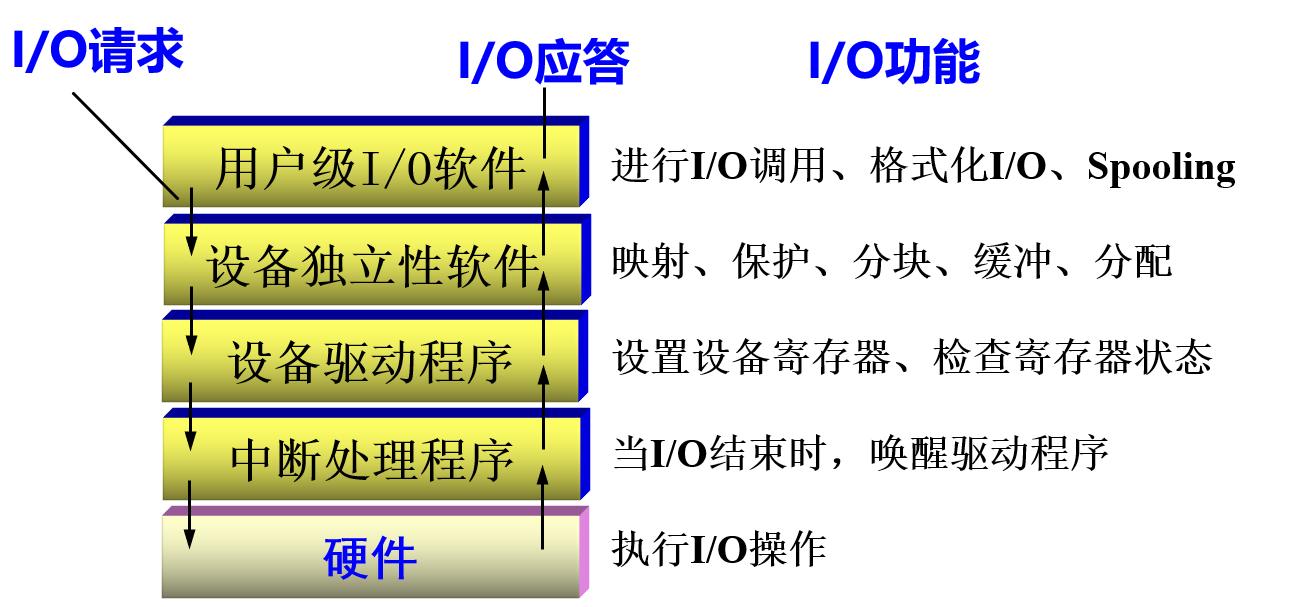 I/O请求
I/O应答
I/O功能
用户级I/O软件
进行I/O调用、格式化I/O、Spooling
设备独立性软件
映射、保护、分块、缓冲、分配
设备驱动程序
设置设备寄存器、检查寄存器状态
中断处理程序
当I/O结束时，唤醒驱动程序
硬件
执行I/O操作